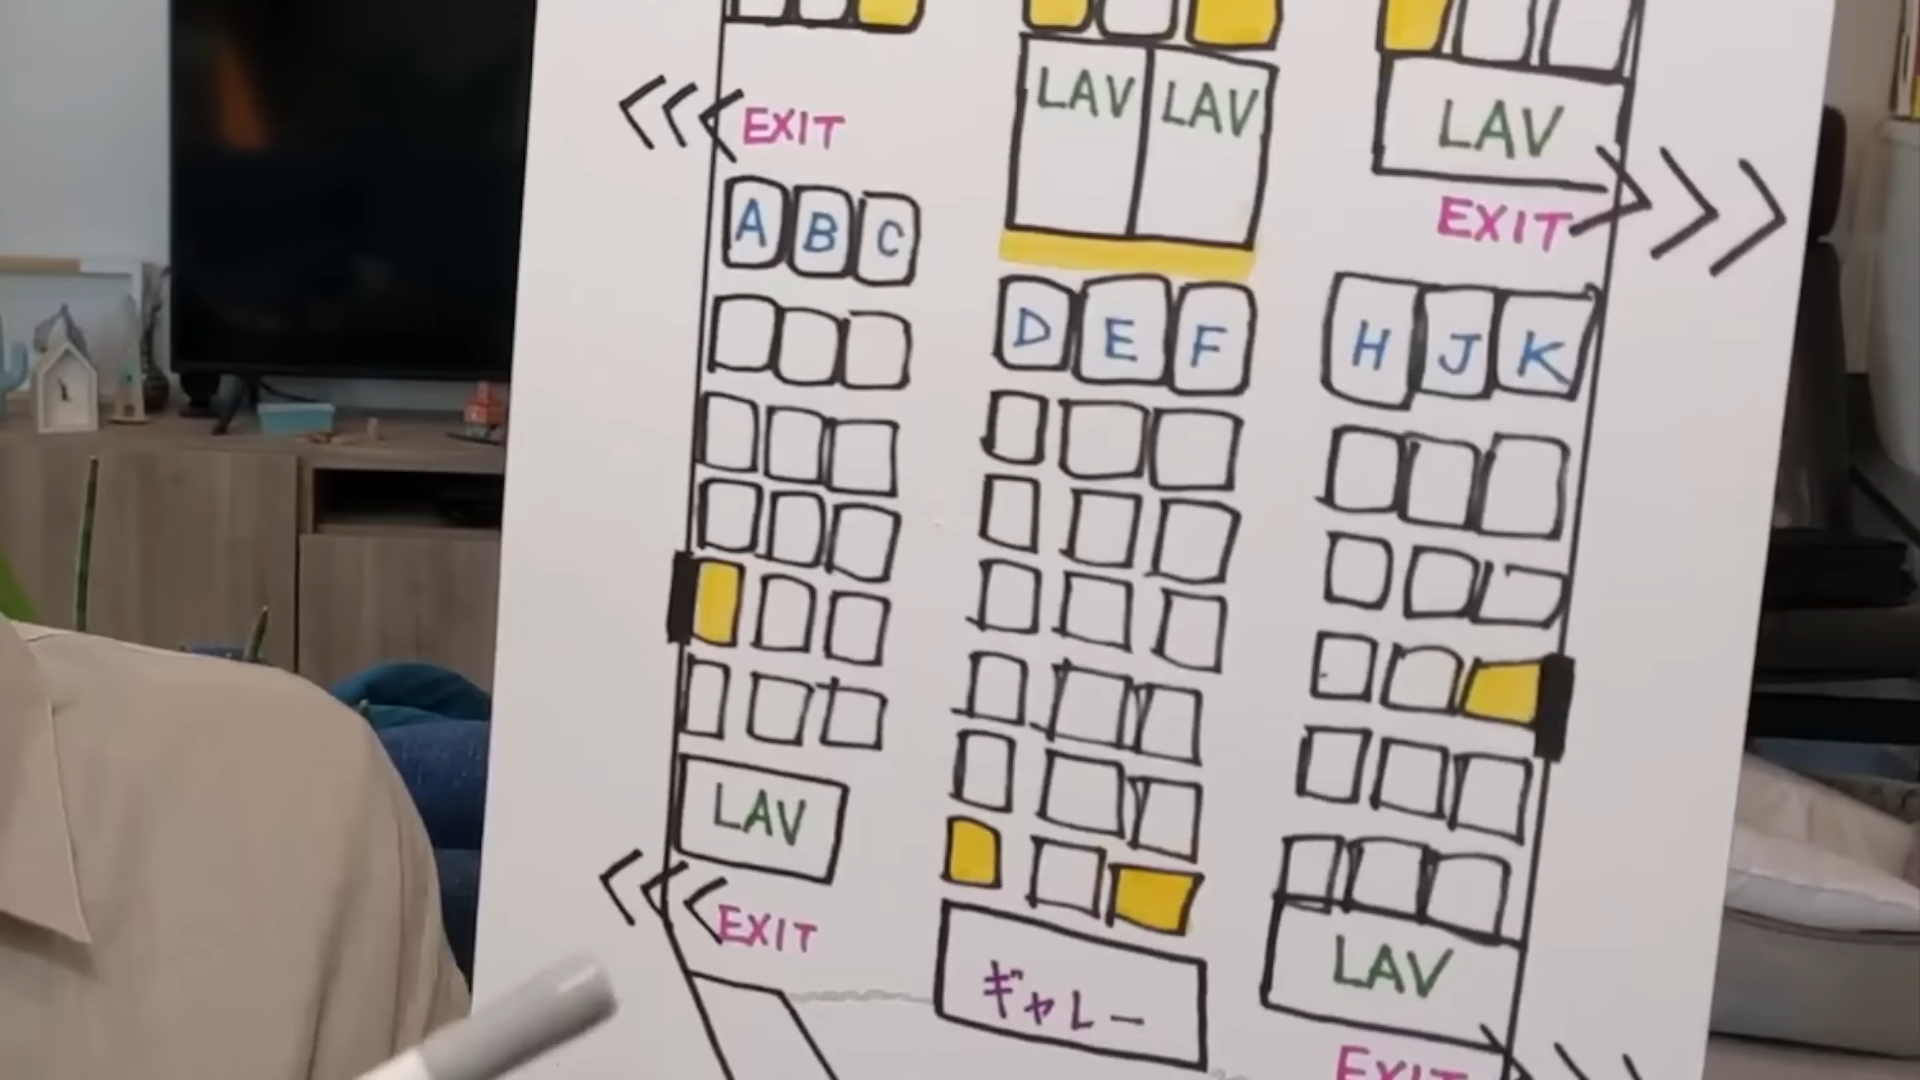 LAV LAV
LAV
EXIT
EXIT
A B C
D E F
H J K
LAV
EXIT
LAV
ギャレー
EXIT